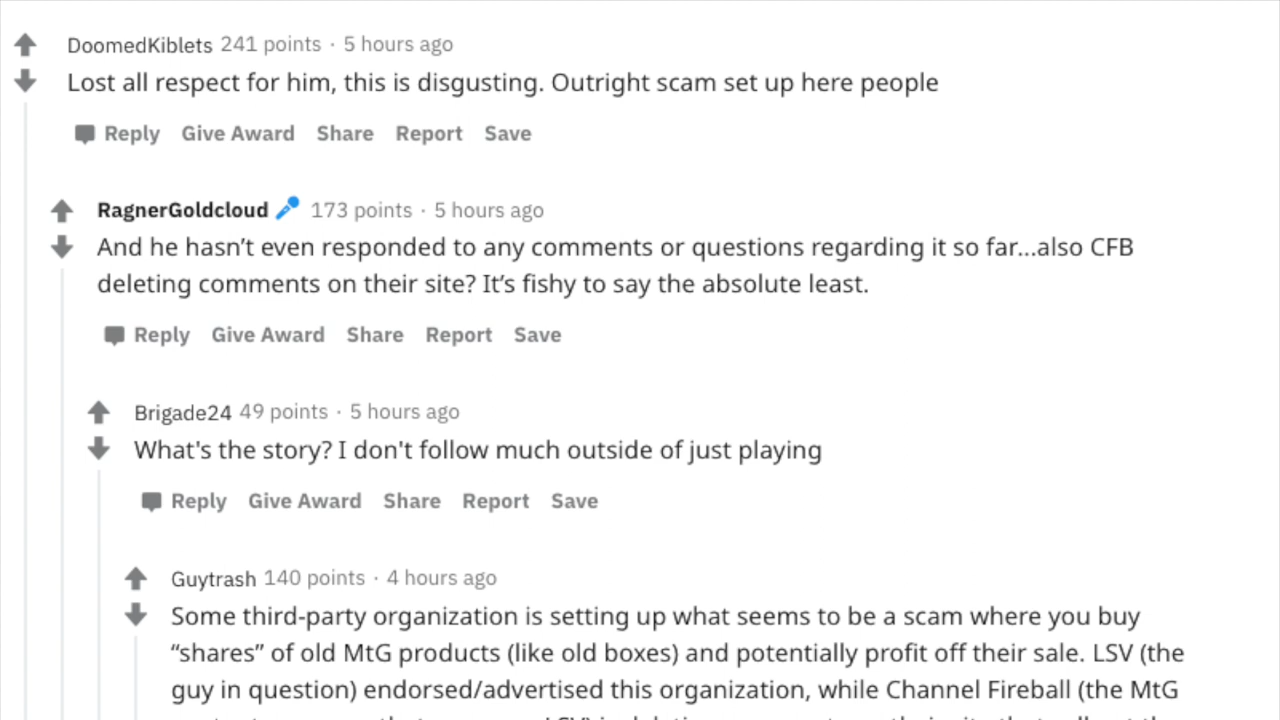 DoomedKiblets 241 points · 5 hours ago
Lost all respect for him, this is disgusting. Outright scam set up here people
Reply Give Award Share Report Save
RagnerGoldcloud 173 points · 5 hours ago
And he hasn’t even responded to any comments or questions regarding it so far...also CFB
deleting comments on their site? It’s fishy to say the absolute least.
Reply Give Award Share Report Save
Brigade24 49 points · 5 hours ago
What's the story? I don't follow much outside of just playing
Reply Give Award Share Report Save
Guytrash 140 points · 4 hours ago
Some third-party organization is setting up what seems to be a scam where you buy
“shares” of old MtG products (like old boxes) and potentially profit off their sale. LSV (the
guy in question) endorsed/advertised this organization, while Channel Fireball (the MtG